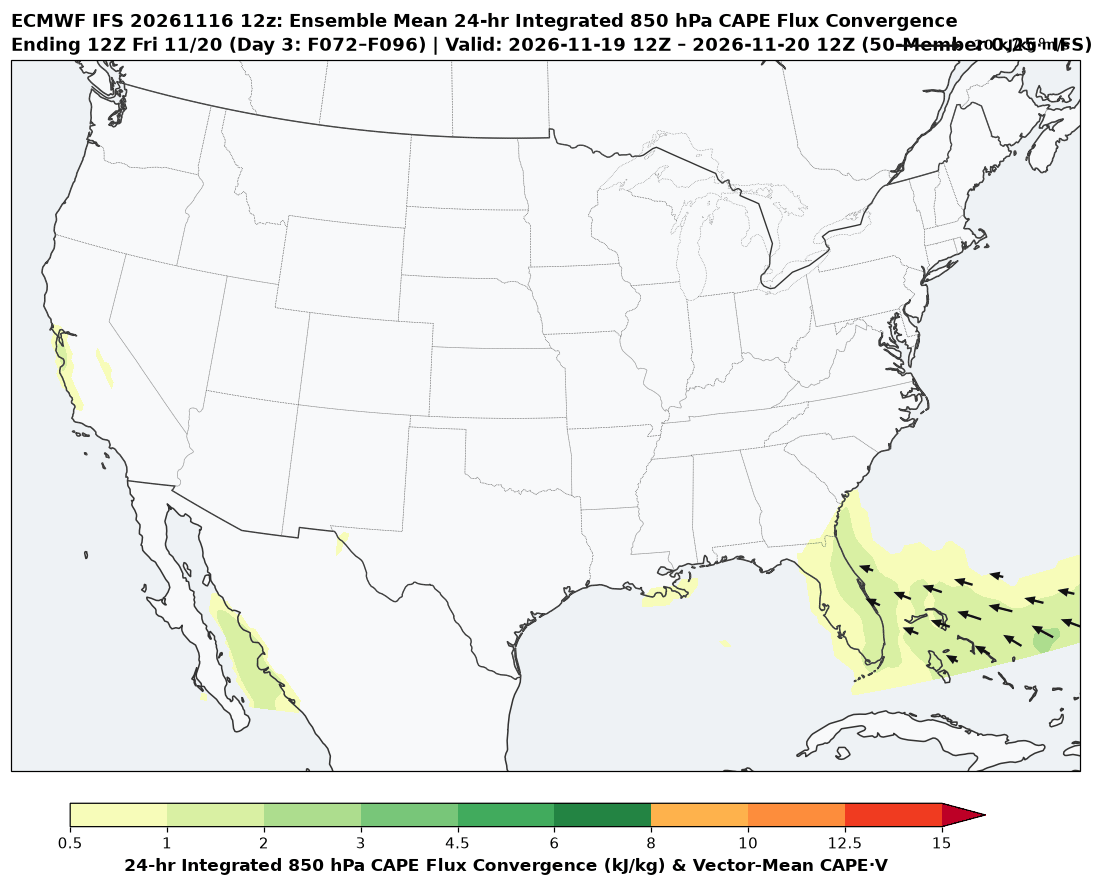 ECMWF IFS 20261116 12z: Ensemble Mean 24-hr Integrated 850 hPa CAPE Flux Convergence
Ending 12Z Fri 11/20 (Day 3: F072–F096) | Valid: 2026-11-19 12Z – 2026-11-20 12Z (50-Member 0.25° IFS)
0.5 1 2 3 4.5 6 8 10 12.5 15
24-hr Integrated 850 hPa CAPE Flux Convergence (kJ/kg) & Vector-Mean CAPE·V